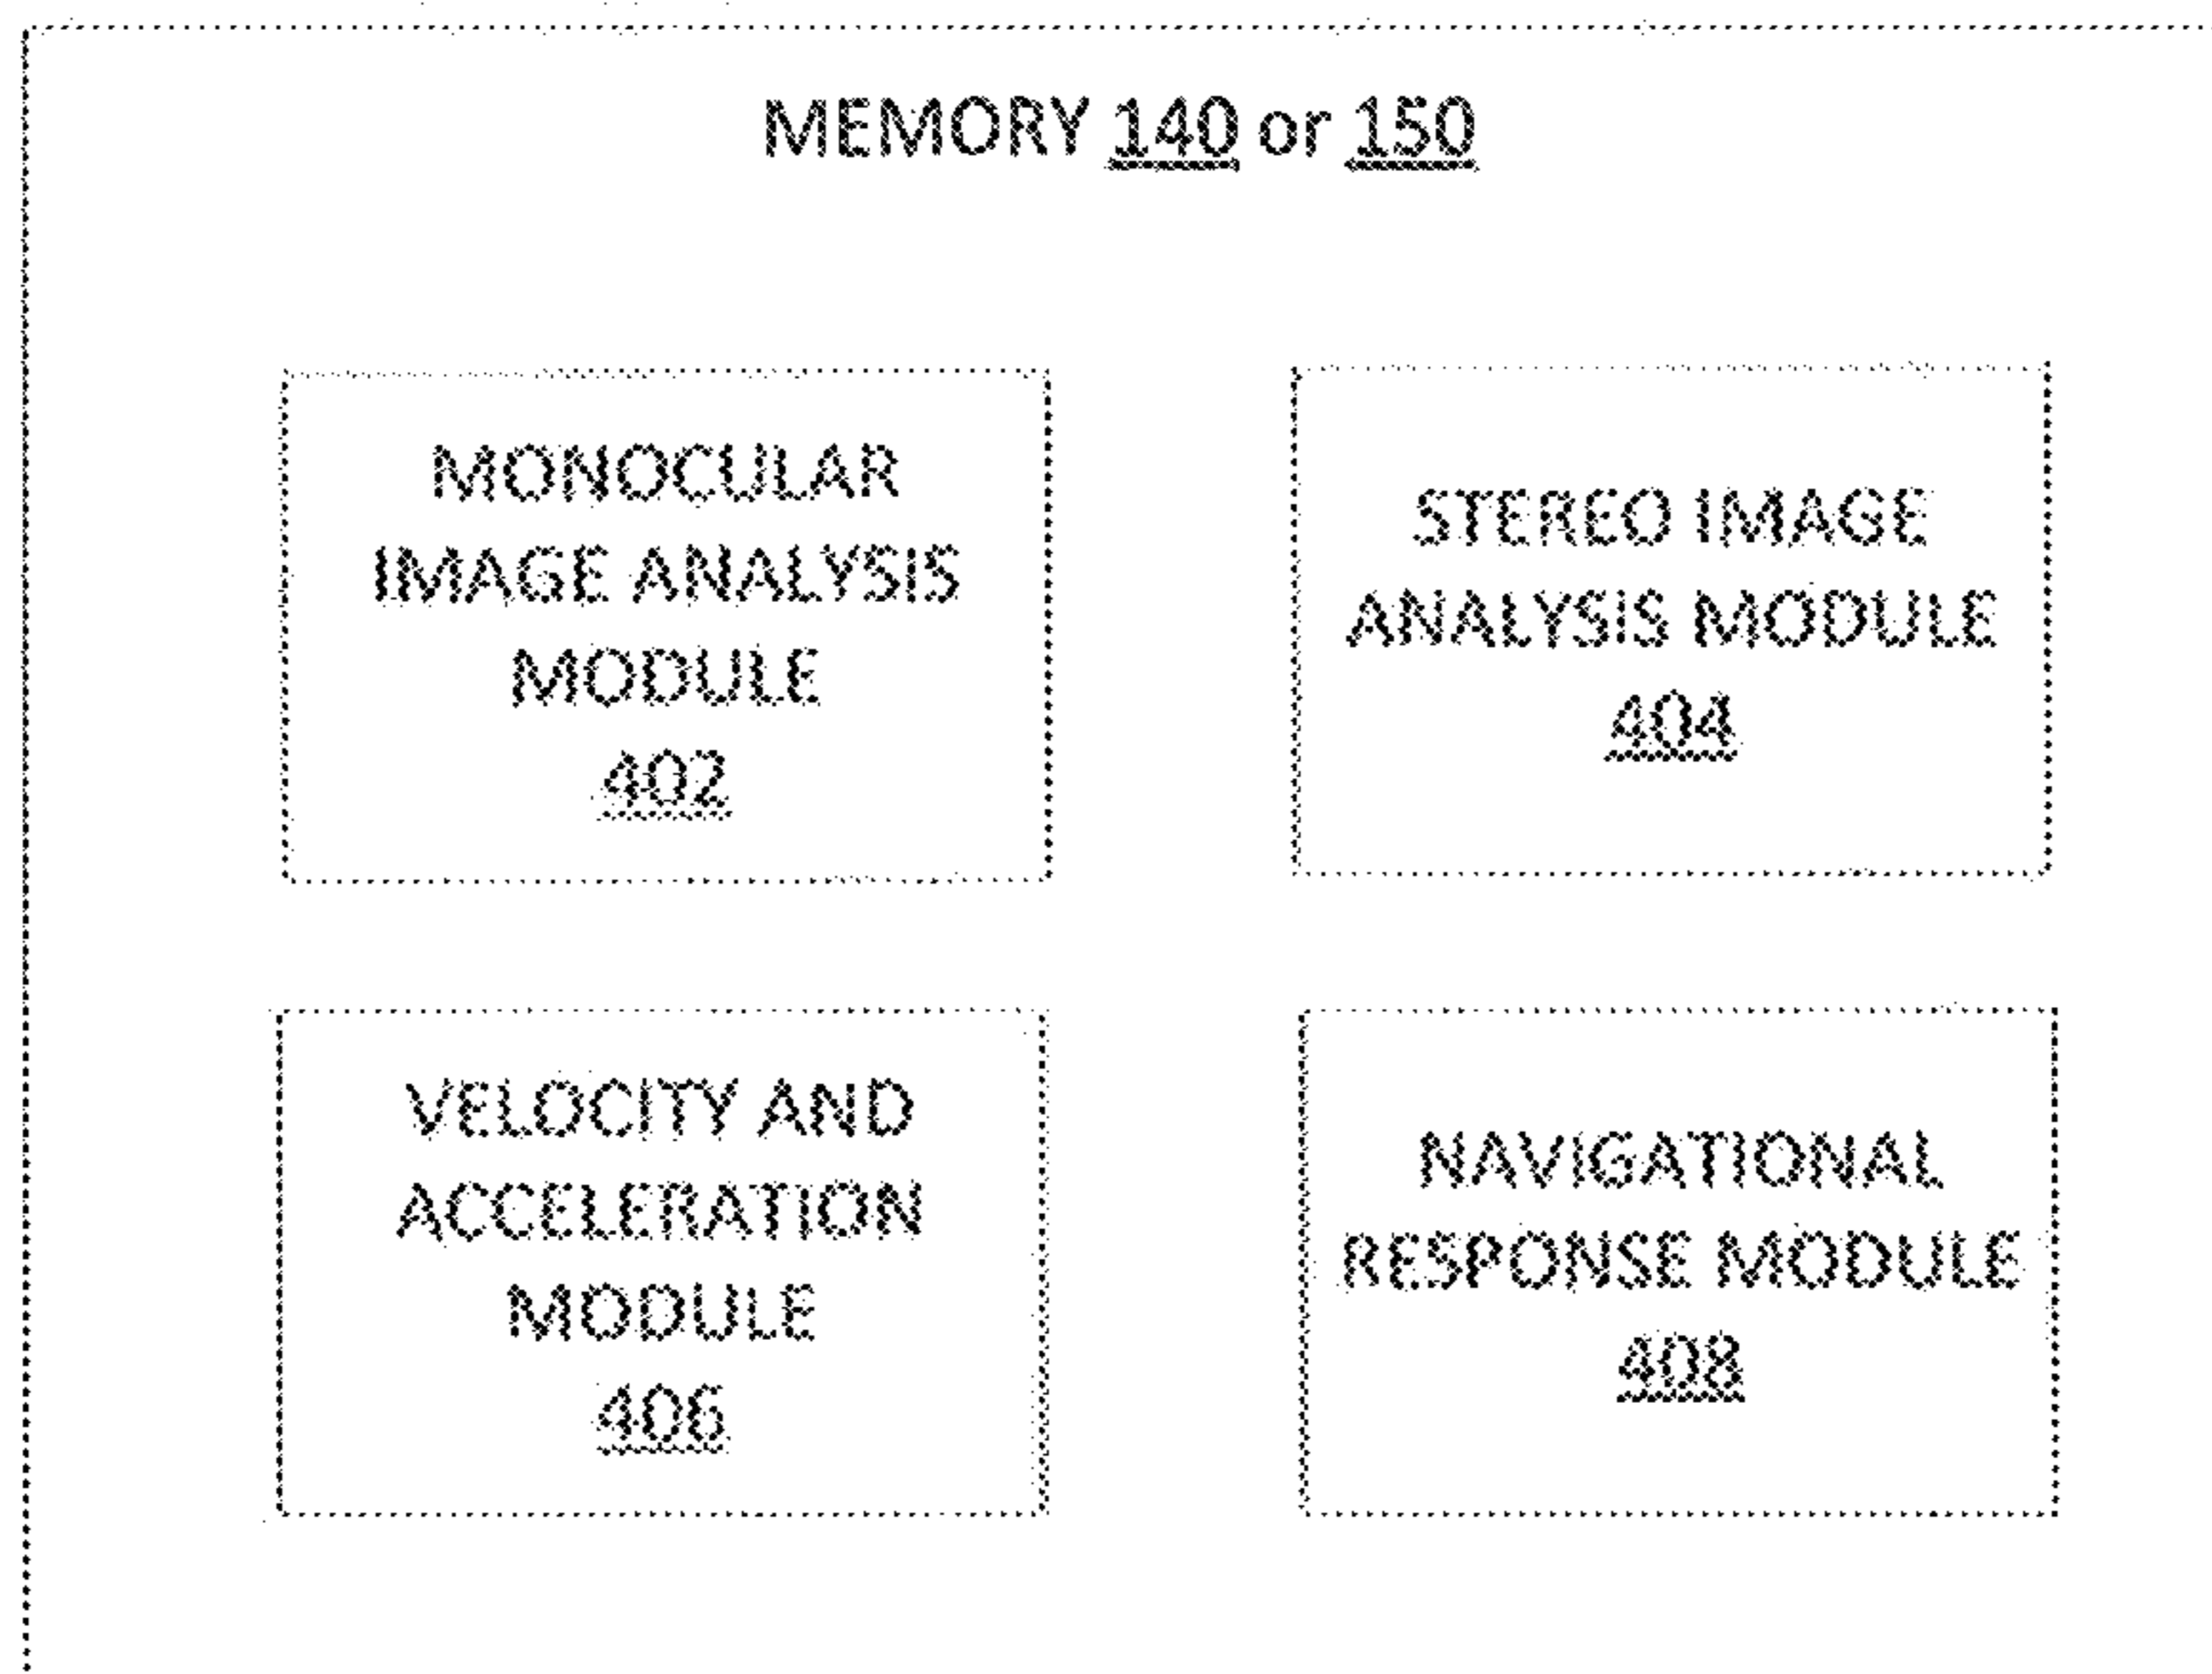 MEMORY 140 or 150
MONOCULAR
IMAGE ANALYSIS
MODULE
402
STEREO IMAGE
ANALYSIS MODULE
404
VELOCITY AND
ACCELERATION
MODULE
406
NAVIGATIONAL
RESPONSE MODULE
408